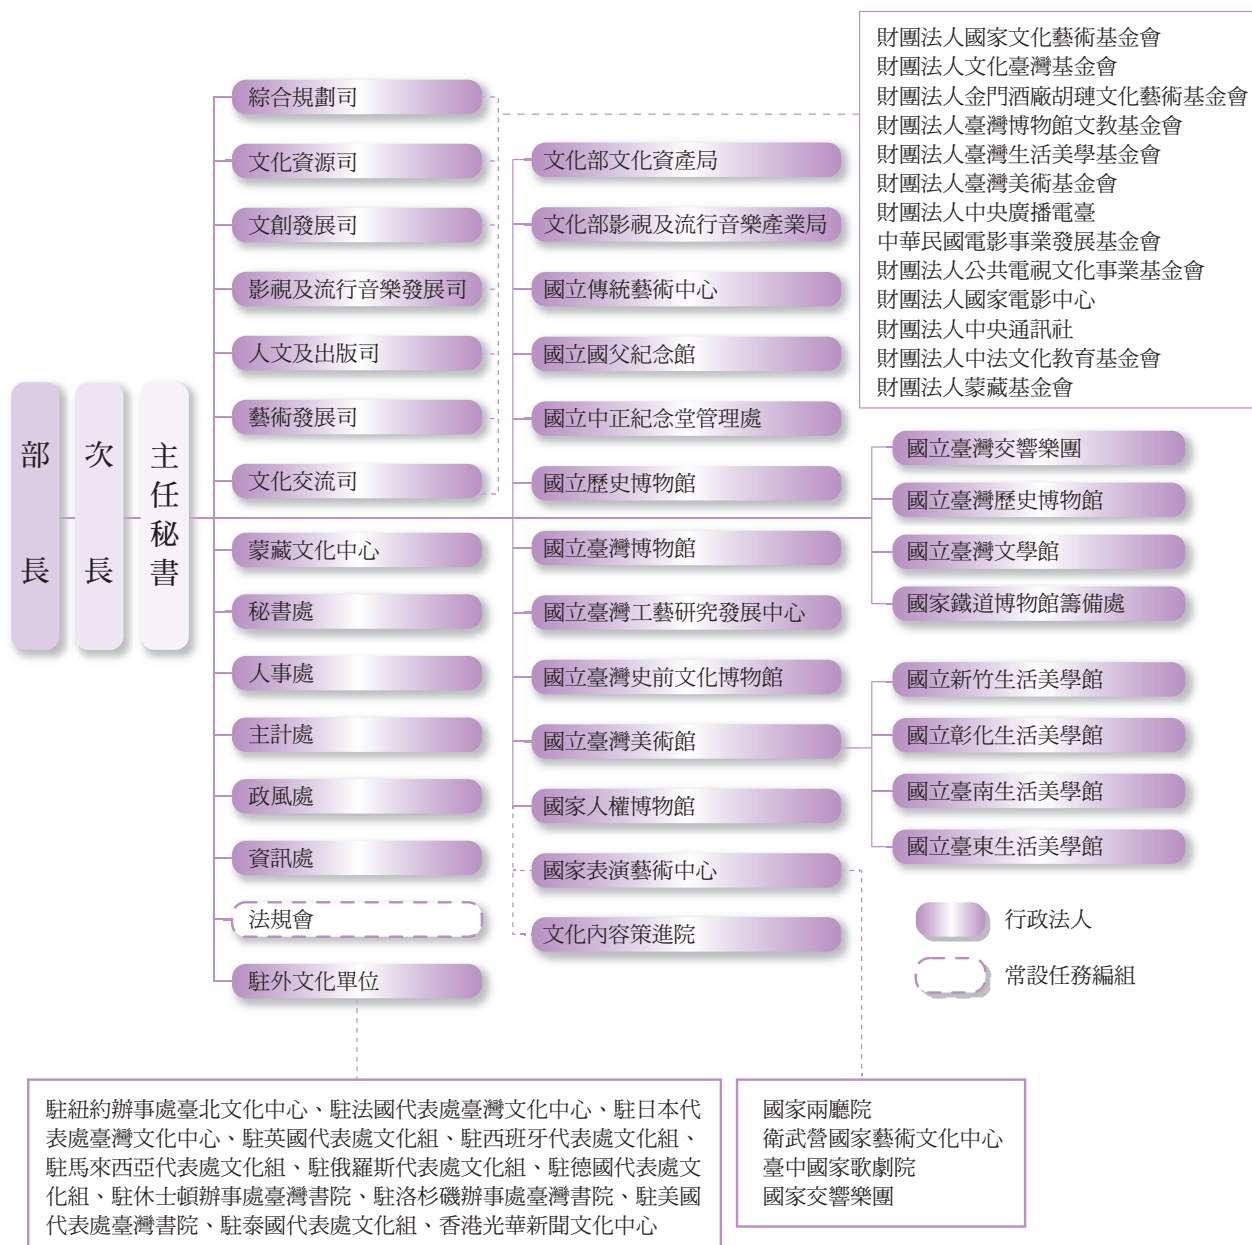 部長
次長
主任秘書
綜合規劃司
文化資源司
文創發展司
影視及流行音樂發展司
人文及出版司
藝術發展司
文化交流司
蒙藏文化中心
秘書處
人事處
主計處
政風處
資訊處
法規會
駐外文化單位
文化部文化資產局
文化部影視及流行音樂產業局
國立傳統藝術中心
國立國父紀念館
國立中正紀念堂管理處
國立歷史博物館
國立臺灣博物館
國立臺灣工藝研究發展中心
國立臺灣史前文化博物館
國立臺灣美術館
國家人權博物館
國家表演藝術中心
文化內容策進院
財團法人國家文化藝術基金會
財團法人文化臺灣基金會
財團法人金門酒廠胡璉文化藝術基金會
財團法人臺灣博物館文教基金會
財團法人臺灣生活美學基金會
財團法人臺灣美術基金會
財團法人中央廣播電臺
中華民國電影事業發展基金會
財團法人公共電視文化事業基金會
財團法人國家電影中心
財團法人中央通訊社
財團法人中法文化教育基金會
財團法人蒙藏基金會
國立臺灣交響樂團
國立臺灣歷史博物館
國立臺灣文學館
國家鐵道博物館籌備處
國立新竹生活美學館
國立彰化生活美學館
國立臺南生活美學館
國立臺東生活美學館
行政法人
常設任務編組
駐紐約辦事處臺北文化中心、駐法國代表處臺灣文化中心、駐日本代
表處臺灣文化中心、駐英國代表處文化組、駐西班牙代表處文化組、
駐馬來西亞代表處文化組、駐俄羅斯代表處文化組、駐德國代表處文
化組、駐休士頓辦事處臺灣書院、駐洛杉磯辦事處臺灣書院、駐美國
代表處臺灣書院、駐泰國代表處文化組、香港光華新聞文化中心
國家兩廳院
衛武營國家藝術文化中心
臺中國家歌劇院
國家交響樂團